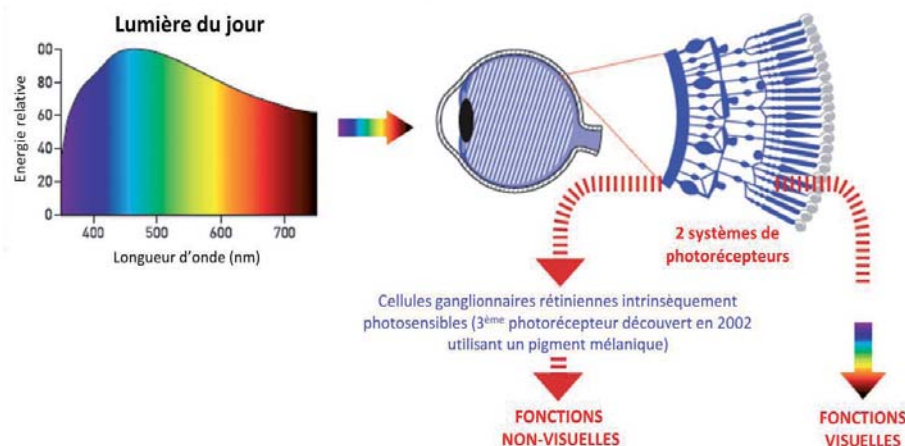 Lumière du jour
Energie relative
00
80
60
40
20
0
400 500 600 700
Longueur d'onde (nm)
2 systèmes de
photorécepteurs
Cellules ganglionnaires rétiniennes intrinsèquement
photosensibles (3ème photorécepteur découvert en 2002
utilisant un pigment mélanique)
FONCTIONS
NON-VISUELLES
FONCTIONS
VISUELLES